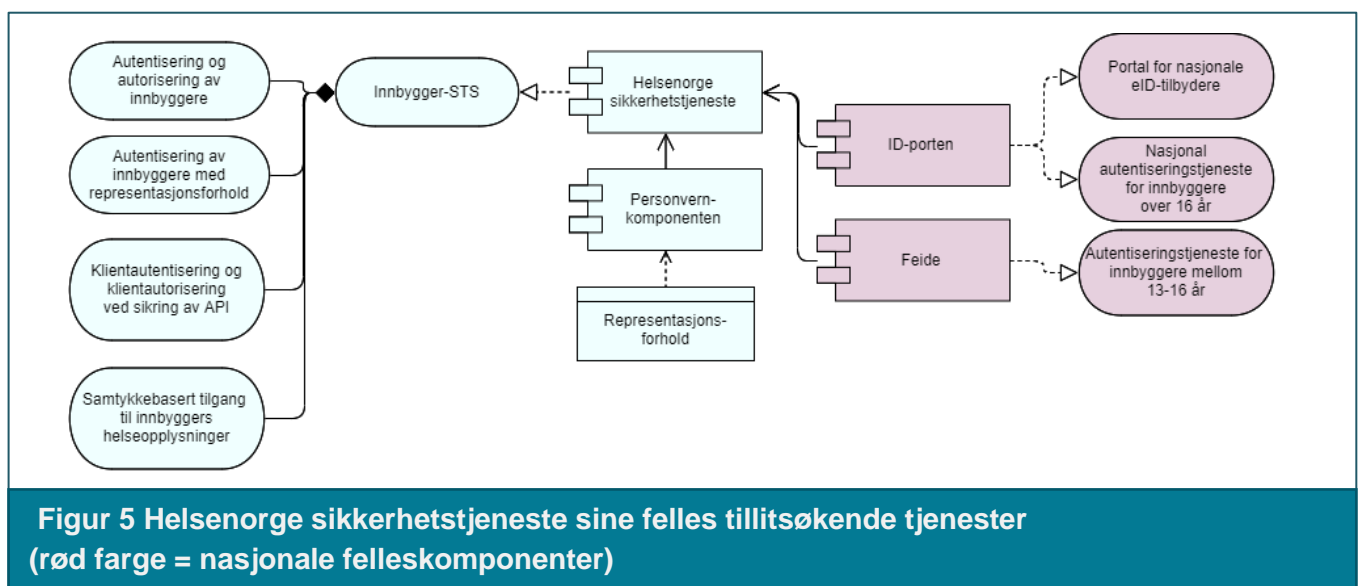 Autentisering og
autorisering av
innbyggere
Autentisering av
innbyggere med
representasjonsforhold
Klientautentisering og
klientautorisering
ved sikring av API
Samtykkebasert tilgang
til innbyggers
helseopplysninger
Innbygger-STS
Helsenorge
sikkerhetstjeneste
Personvern-
komponenten
Representasjons-
forhold
ID-porten
Feide
Portal for nasjonale
eID-tilbydere
Nasjonal
autentiseringstjeneste
for innbyggere
over 16 år
Autentiseringstjeneste for
innbyggere mellom
13-16 år
Figur 5 Helsenorge sikkerhetstjeneste sine felles tillitsøkende tjenester
(rød farge = nasjonale felleskomponenter)